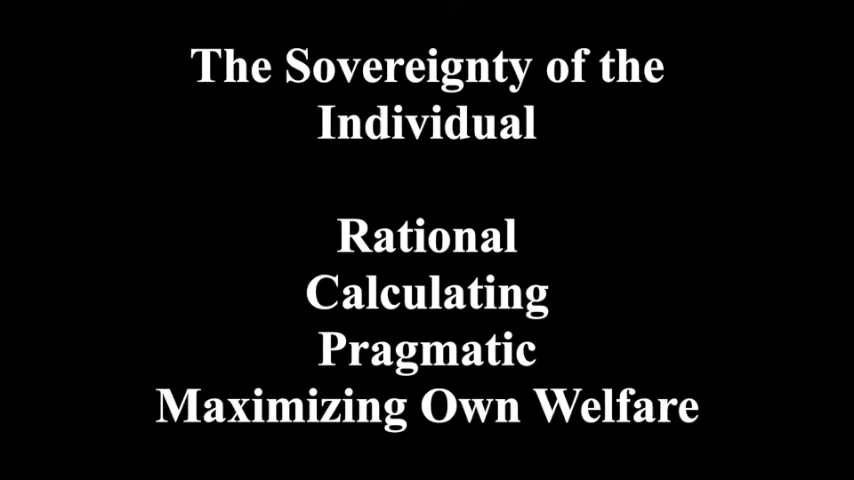 The Sovereignty of the
Individual
Rational
Calculating
Pragmatic
Maximizing Own Welfare